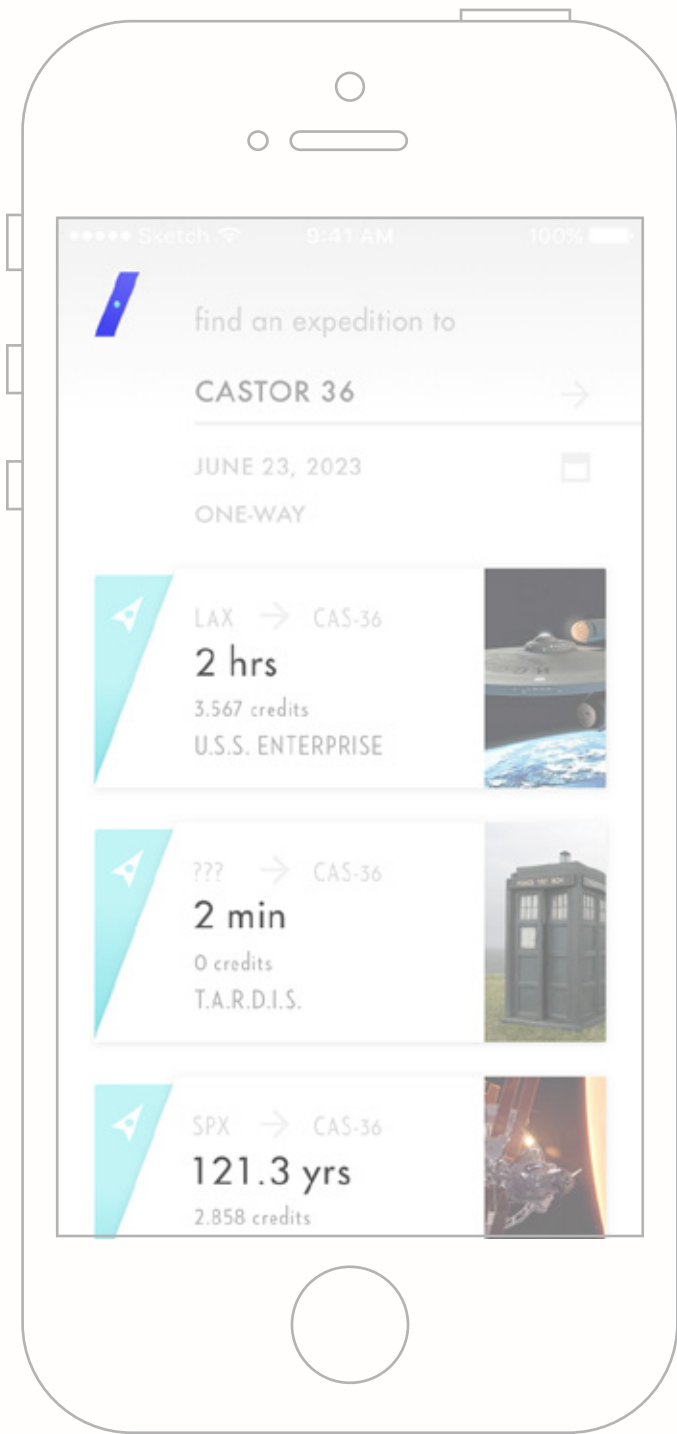 Sketch 9:41 AM 100%
find an expedition to
CASTOR 36
JUNE 23, 2023
ONE-WAY
LAX → CAS-36
2 hrs
3.567 credits
U.S.S. ENTERPRISE
??? → CAS-36
2 min
0 credits
T.A.R.D.I.S.
SPX → CAS-36
121.3 yrs
2.858 credits